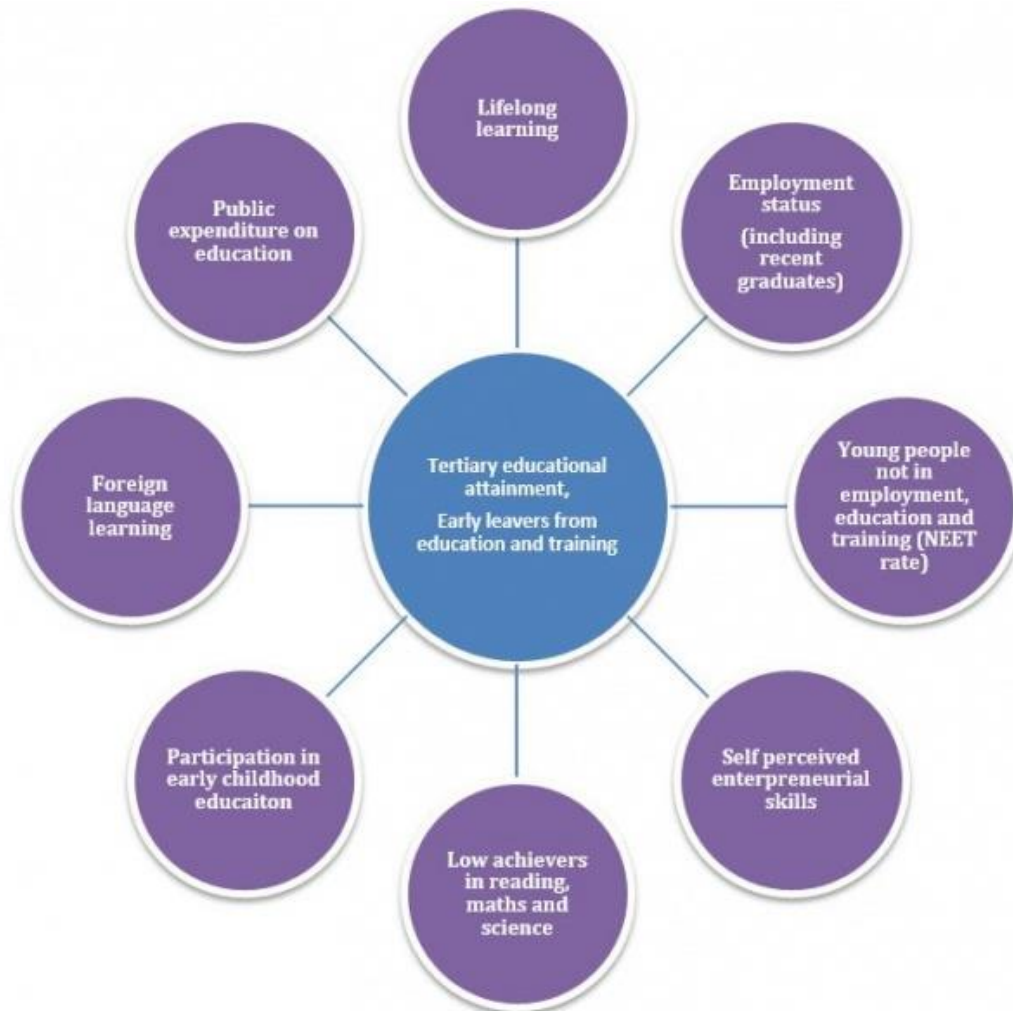 Lifelong
learning
Employment
status
(including
recent
graduates)
Young people
not in
employment,
education and
training (NEET
rate)
Self perceived
enterpreneurial
skills
Low achievers
in reading,
maths and
science
Participation in
early childhood
educaiton
Foreign
language
learning
Public
expenditure on
education
Tertiary educational
attainment,
Early leavers from
education and training